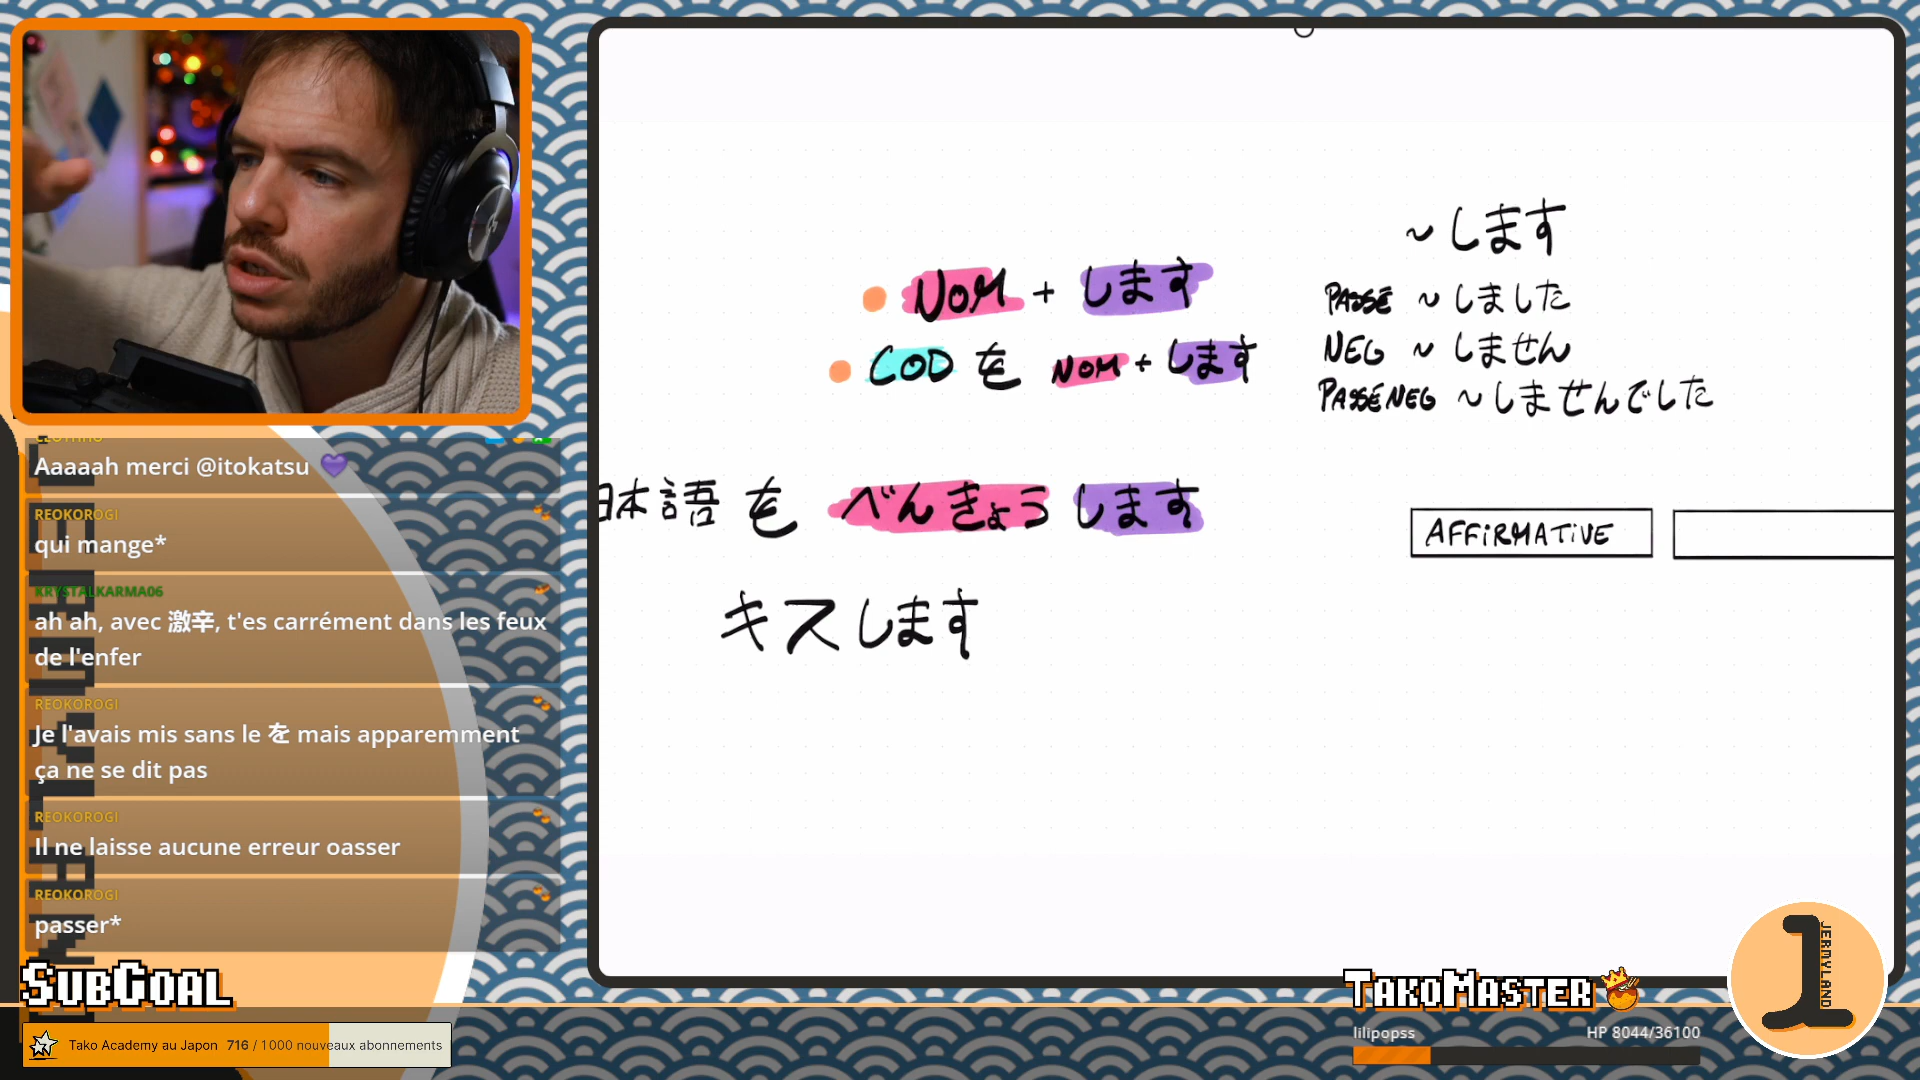 Aaaaah merci @itokatsu
REOKOROGI
qui mange*
KRYSTALKARMA06
ah ah, avec 激辛, t'es carrément dans les feux
de l'enfer
REOKOROGI
Je l'avais mis sans le を mais apparemment
ça ne se dit pas
REOKOROGI
Il ne laisse aucune erreur oasser
REOKOROGI
passer*
SUBGOAL
Tako Academy au Japon 716 / 1000 nouveaux abonnements
NOM + します
COD を NOM + します
日本語 を べんきょう します
キスします
~ します
PASSÉ ~ しました
NEG ~ しません
PASSÉ NEG ~ しませんでした
AFFIRMATIVE
TAKOMASTER
lilipopss HP 8044/36100
JEREMYLAND